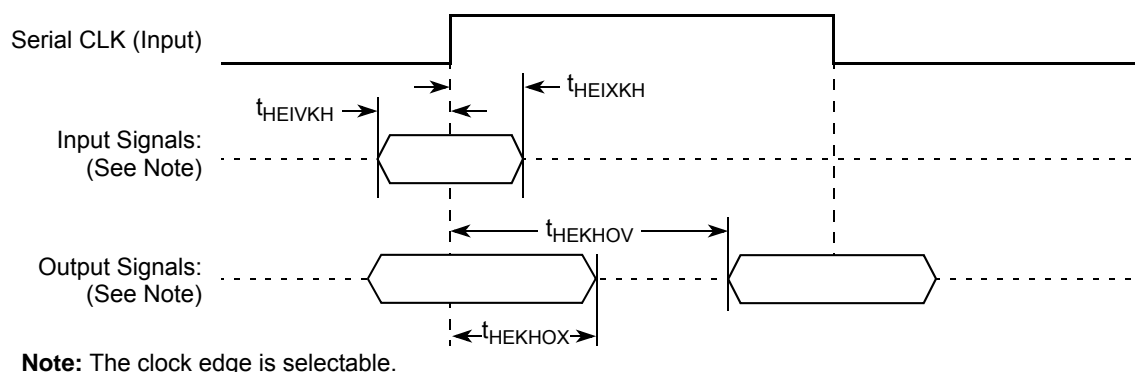 Serial CLK (Input)
tHEIXKH
tHEIVKH
Input Signals:
(See Note)
tHEKHOV
Output Signals:
(See Note)
tHEKHOX
Note: The clock edge is selectable.